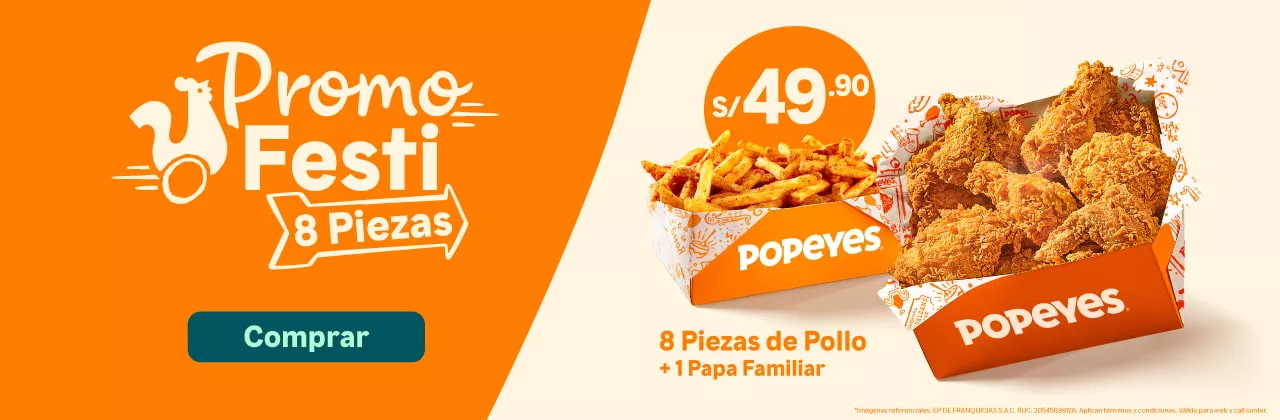 Promo
Festi
8 Piezas
Comprar
S/49.90
POPEYES
POPEYES
8 Piezas de Pollo
+ 1 Papa Familiar
*Imágenes referenciales. EP DE FRANQUICIAS S.A.C. RUC: 20545699126. Aplican términos y condiciones. Válido para web y call center.